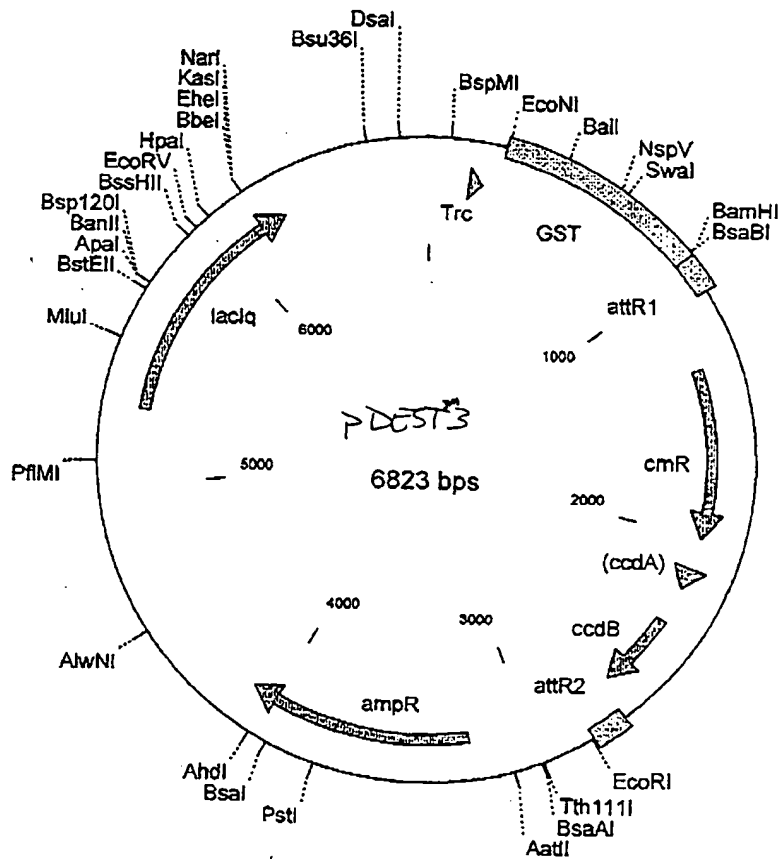 DsaI
Bsu36I
NarI
KasI
EheI
BbeI
HpaI
EcoRV
BssHII
Bsp120I
BanII
ApaI
BstEII
MluI
PflMI
AlwNI
AhdI
BsaI
PstI
AatII
BsaAI
Tth111I
EcoRI
BspMI
EcoNI
BalI
NspV
SwaI
BamHI
BsaBI
Trc
GST
attR1
lacIq
6000
1000
pDEST3
6823 bps
5000
cmR
2000
(ccdA)
4000
3000
ccdB
attR2
ampR